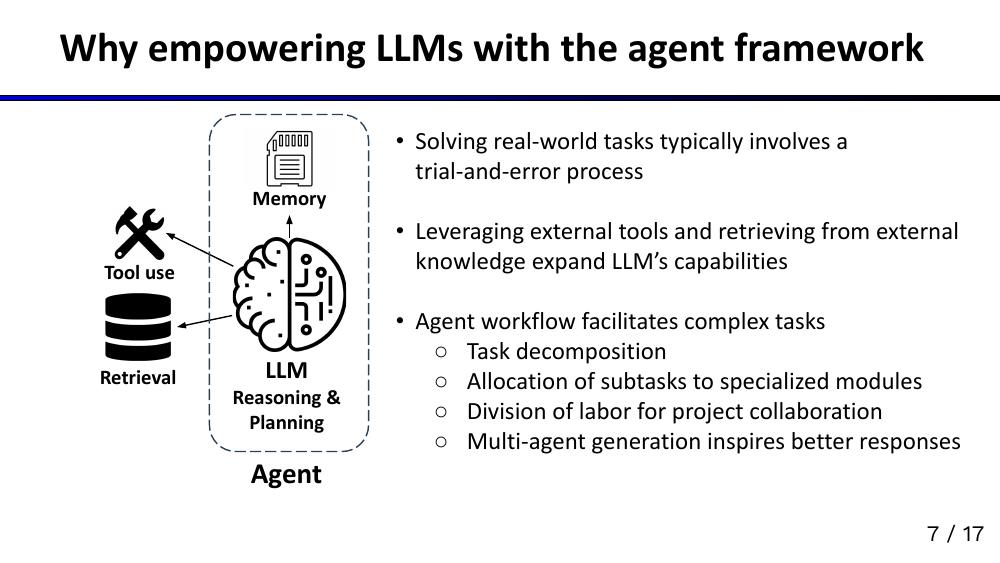 Why empowering LLMs with the agent framework
Memory
Tool use
Retrieval
LLM
Reasoning &
Planning
Agent
• Solving real-world tasks typically involves a
trial-and-error process
• Leveraging external tools and retrieving from external
knowledge expand LLM’s capabilities
• Agent workflow facilitates complex tasks
○ Task decomposition
○ Allocation of subtasks to specialized modules
○ Division of labor for project collaboration
○ Multi-agent generation inspires better responses
7 / 17